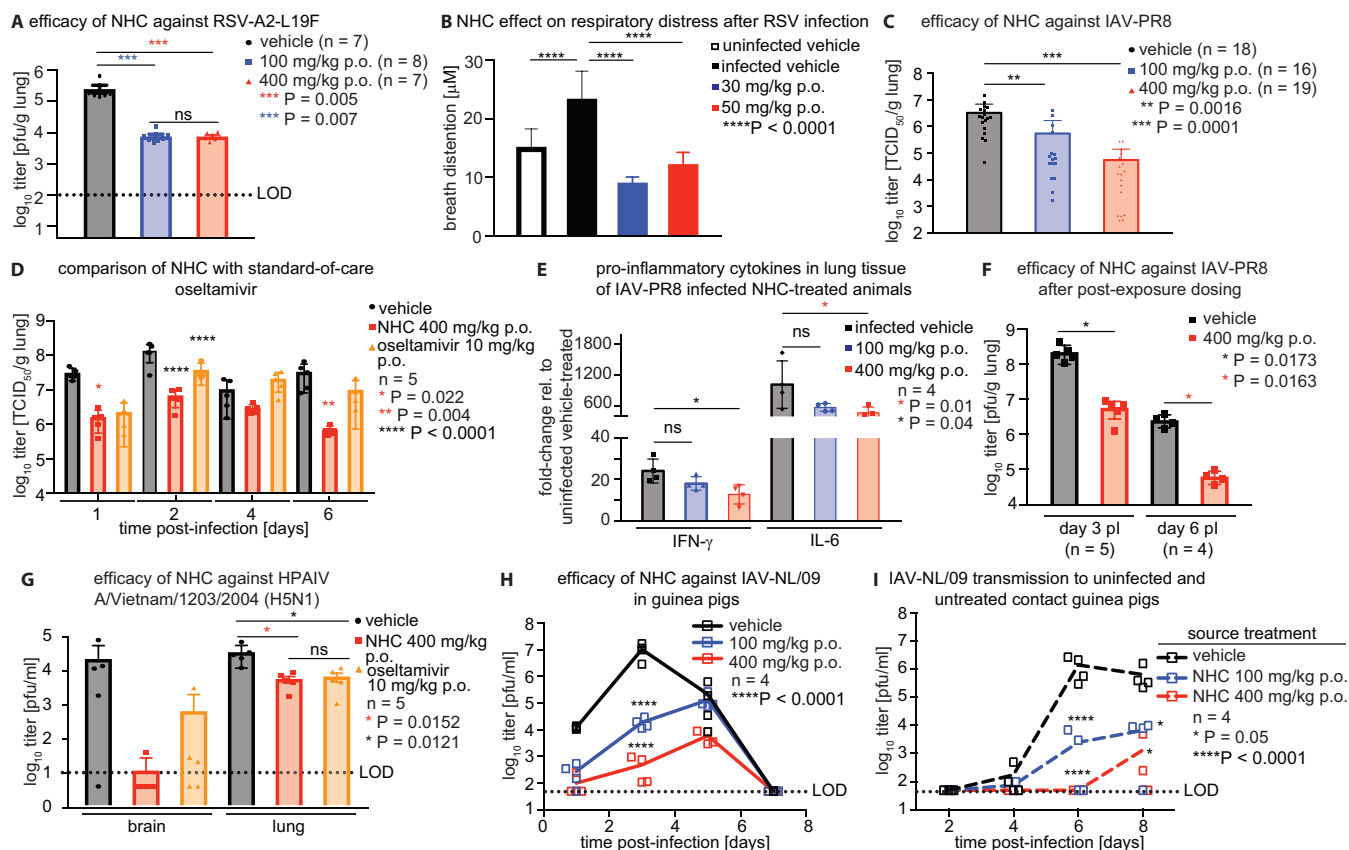 A efficacy of NHC against RSV-A2-L19F
vehicle (n = 7)
100 mg/kg p.o. (n = 8)
400 mg/kg p.o. (n = 7)
*** P = 0.005
*** P = 0.007
***
***
ns
log10 titer [pfu/g lung]
6
5
4
3
2
1
LOD
B NHC effect on respiratory distress after RSV infection
****
****
****
uninfected vehicle
infected vehicle
30 mg/kg p.o.
50 mg/kg p.o.
****P < 0.0001
breath distention [µM]
30
20
10
0
C efficacy of NHC against IAV-PR8
vehicle (n = 18)
100 mg/kg p.o. (n = 16)
400 mg/kg p.o. (n = 19)
** P = 0.0016
*** P = 0.0001
***
**
log10 titer [TCID50/g lung]
8
7
6
5
4
3
2
D comparison of NHC with standard-of-care
oseltamivir
vehicle
NHC 400 mg/kg p.o.
oseltamivir 10 mg/kg
p.o.
n = 5
* P = 0.022
** P = 0.004
**** P < 0.0001
*
****
****
**
log10 titer [TCID50/g lung]
9
8
7
6
5
4
1 2 4 6
time post-infection [days]
E pro-inflammatory cytokines in lung tissue
of IAV-PR8 infected NHC-treated animals
infected vehicle
100 mg/kg p.o.
400 mg/kg p.o.
n = 4
* P = 0.01
* P = 0.04
*
ns
*
ns
fold-change rel. to
uninfected vehicle-treated
1800
1200
600
40
20
0
IFN-γ IL-6
F efficacy of NHC against IAV-PR8
after post-exposure dosing
vehicle
400 mg/kg p.o.
* P = 0.0173
* P = 0.0163
*
*
log10 titer [pfu/g lung]
9
8
7
6
5
4
day 3 pI day 6 pI
(n = 5) (n = 4)
G efficacy of NHC against HPAIV
A/Vietnam/1203/2004 (H5N1)
vehicle
NHC 400 mg/kg
p.o.
oseltamivir
10 mg/kg p.o.
n = 5
* P = 0.0152
* P = 0.0121
*
*
ns
log10 titer [pfu/ml]
5
4
3
2
1
0
LOD
brain lung
H efficacy of NHC against IAV-NL/09
in guinea pigs
vehicle
100 mg/kg p.o.
400 mg/kg p.o.
n = 4
****P < 0.0001
****
****
log10 titer [pfu/ml]
9
8
7
6
5
4
3
2
1
LOD
0 2 4 6 8
time post-infection [days]
I IAV-NL/09 transmission to uninfected and
untreated contact guinea pigs
source treatment
vehicle
NHC 100 mg/kg p.o.
NHC 400 mg/kg p.o.
n = 4
* P = 0.05
****P < 0.0001
****
*
*
****
log10 titer [pfu/ml]
9
8
7
6
5
4
3
2
1
LOD
2 4 6 8
time post-infection [days]